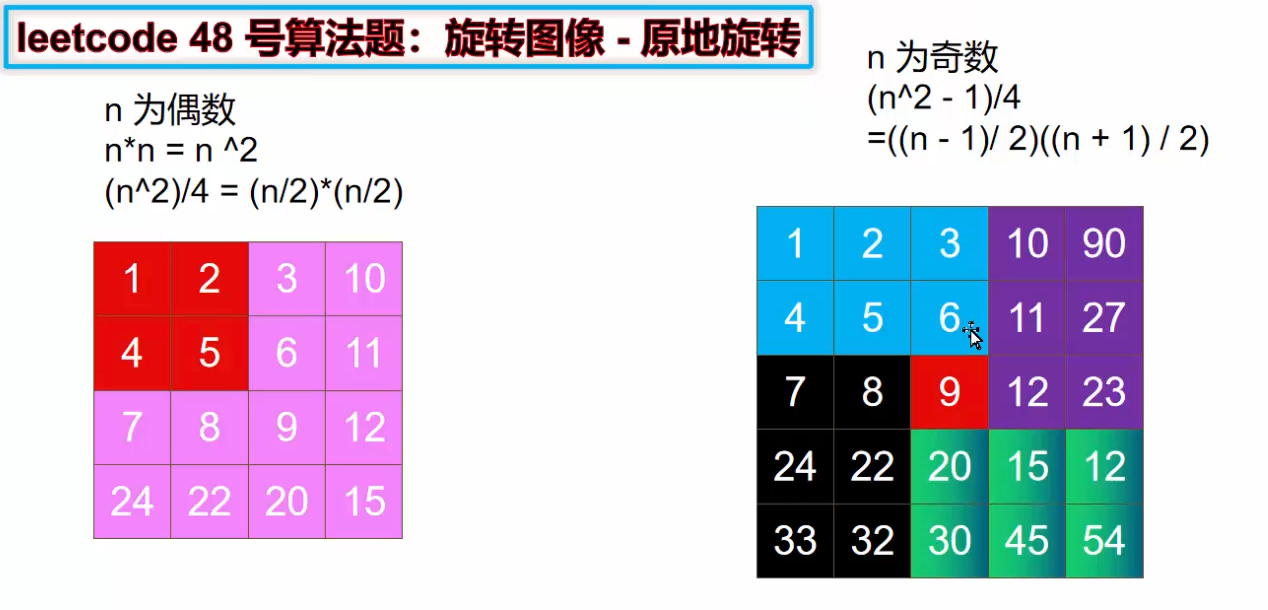 leetcode 48 号算法题：旋转图像 - 原地旋转
n 为偶数
n*n = n ^2
(n^2)/4 = (n/2)*(n/2)
1 2 3 10
4 5 6 11
7 8 9 12
24 22 20 15
n 为奇数
(n^2 - 1)/4
=((n - 1)/ 2)((n + 1) / 2)
1 2 3 10 90
4 5 6 11 27
7 8 9 12 23
24 22 20 15 12
33 32 30 45 54